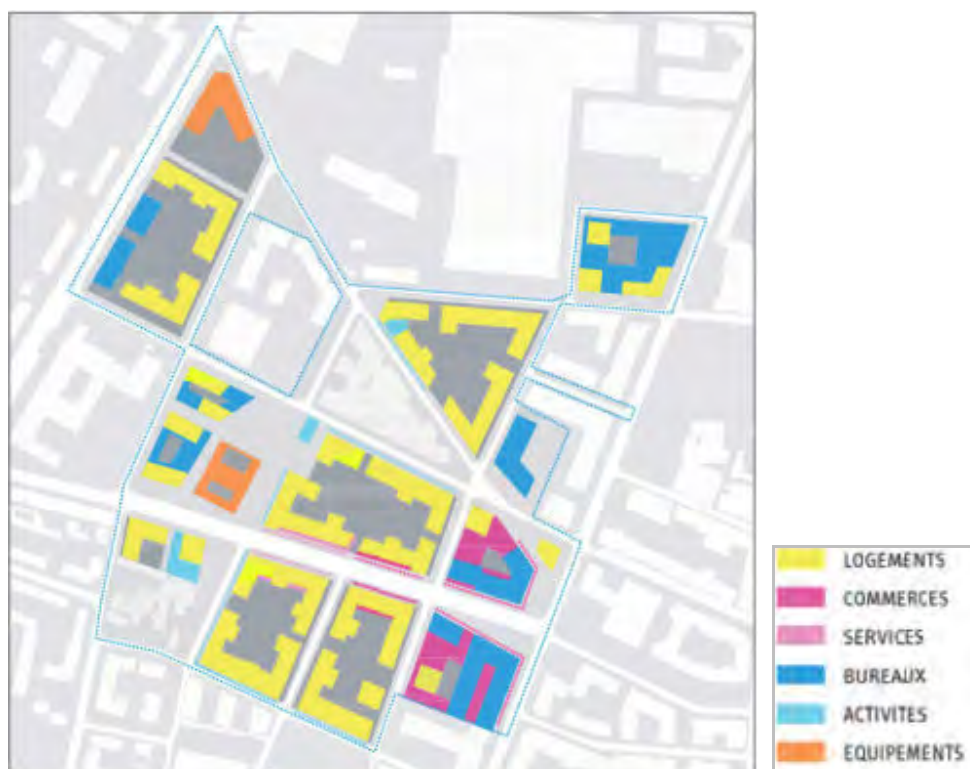 LOGEMENTS
COMMERCES
SERVICES
BUREAUX
ACTIVITES
EQUIPEMENTS